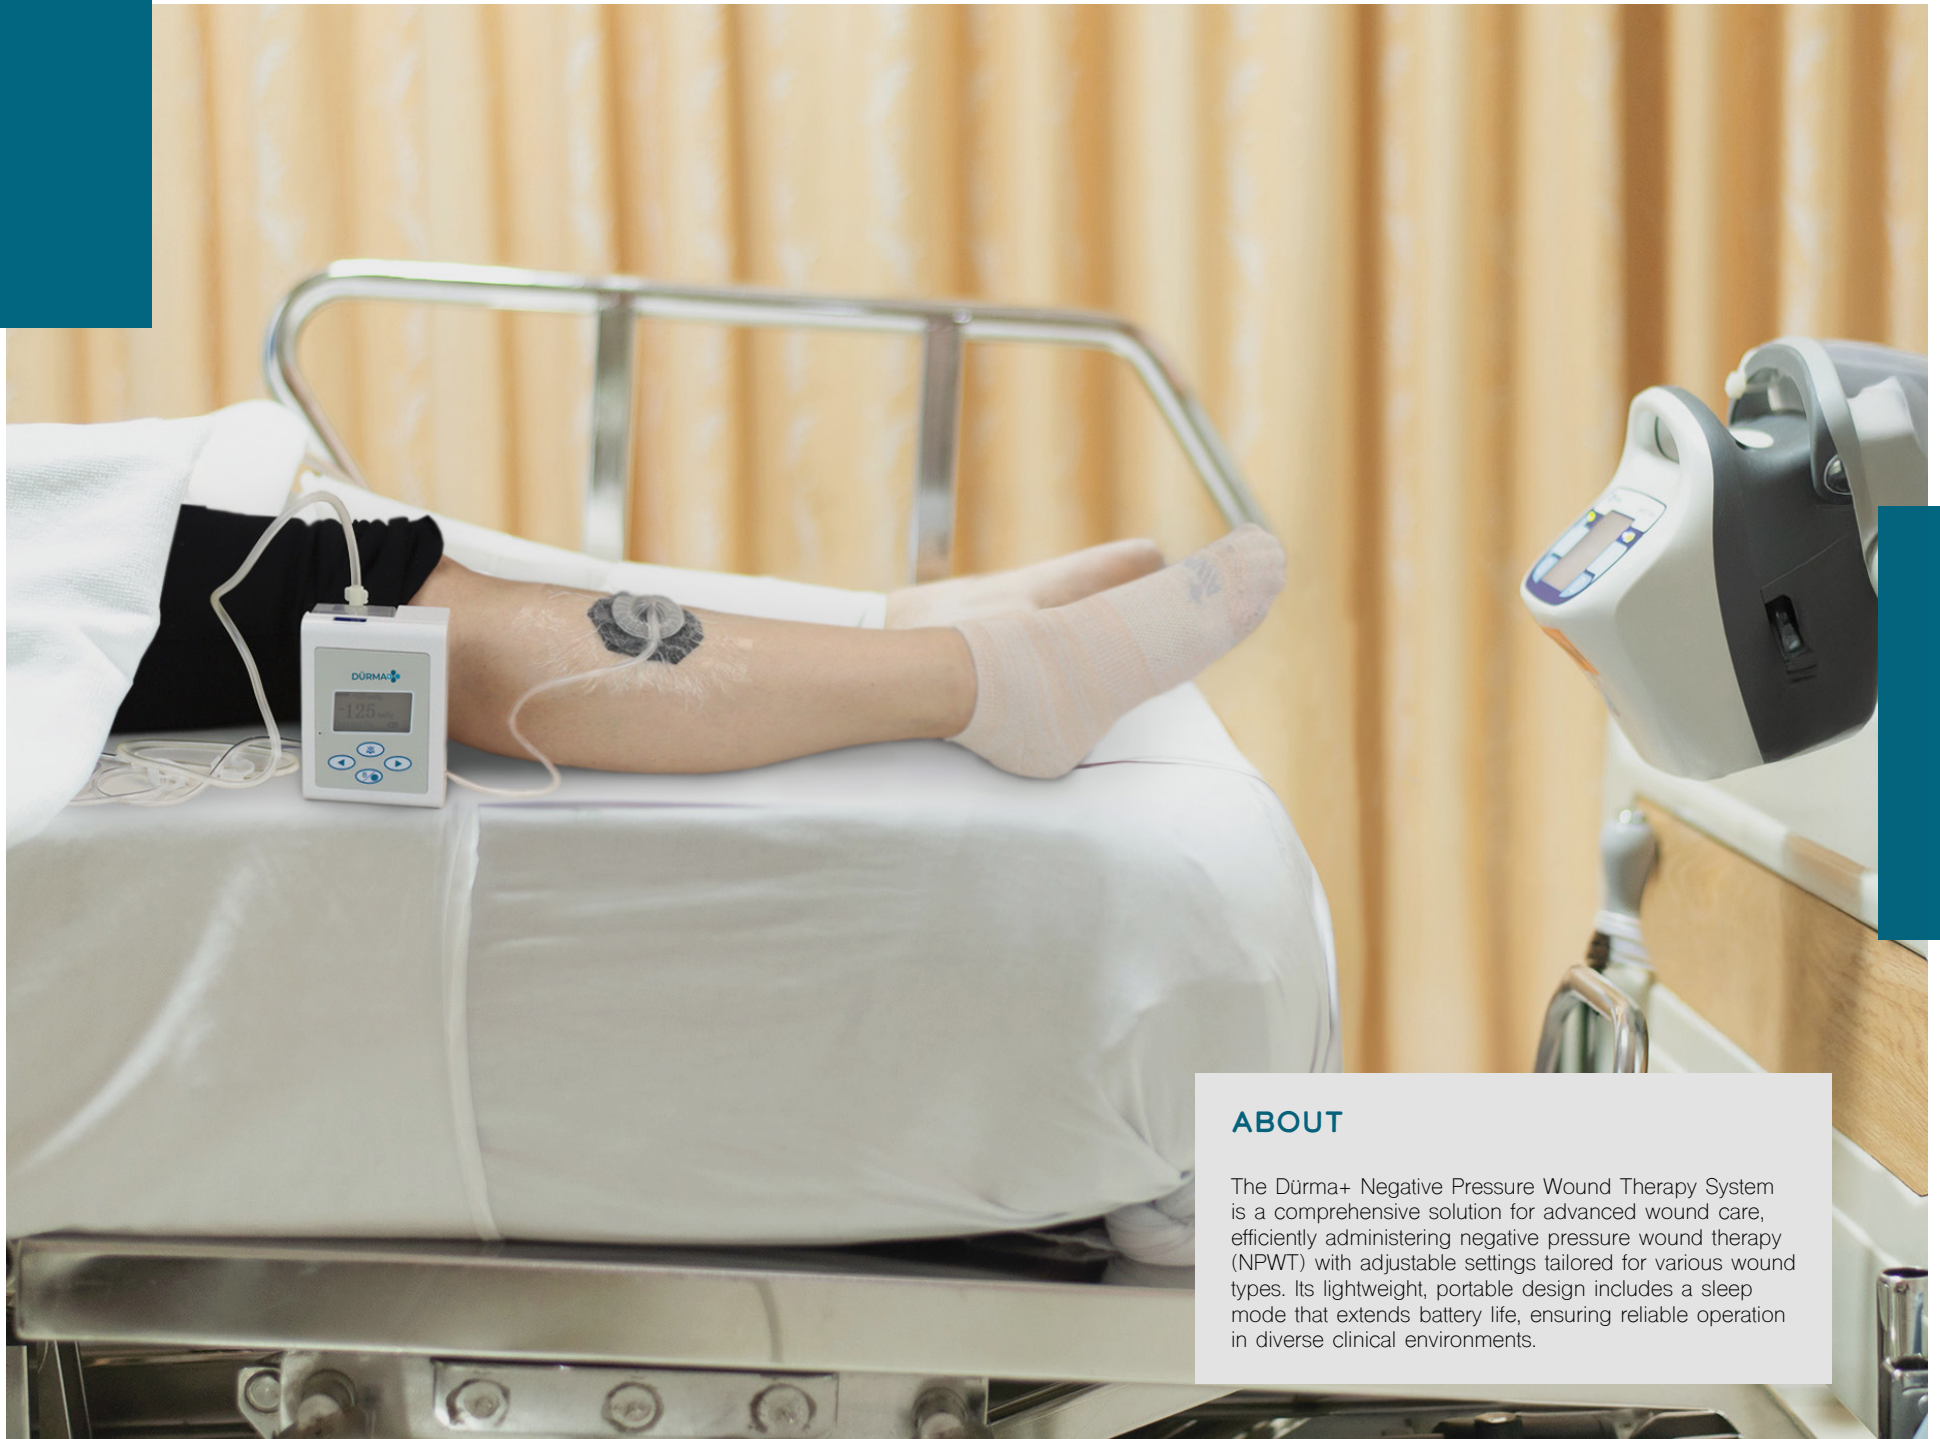 DÜRMA
-125
ABOUT
The Dürma+ Negative Pressure Wound Therapy System
is a comprehensive solution for advanced wound care,
efficiently administering negative pressure wound therapy
(NPWT) with adjustable settings tailored for various wound
types. Its lightweight, portable design includes a sleep
mode that extends battery life, ensuring reliable operation
in diverse clinical environments.